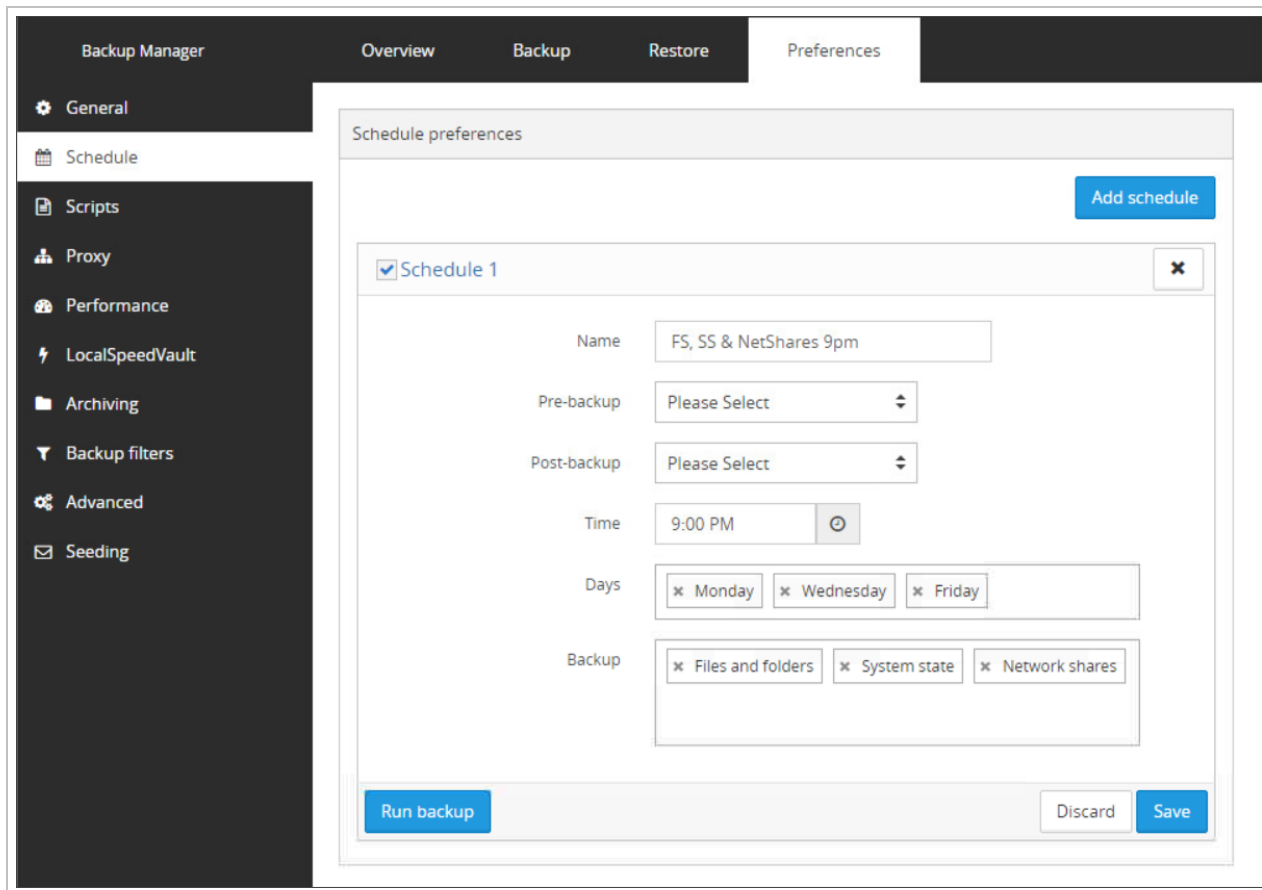 Backup Manager
Overview
Backup
Restore
Preferences
General
Schedule
Scripts
Proxy
Performance
LocalSpeedVault
Archiving
Backup filters
Advanced
Seeding
Schedule preferences
Add schedule
Schedule 1
Name
FS, SS & NetShares 9pm
Pre-backup
Please Select
Post-backup
Please Select
Time
9:00 PM
Days
Monday
Wednesday
Friday
Backup
Files and folders
System state
Network shares
Run backup
Discard
Save